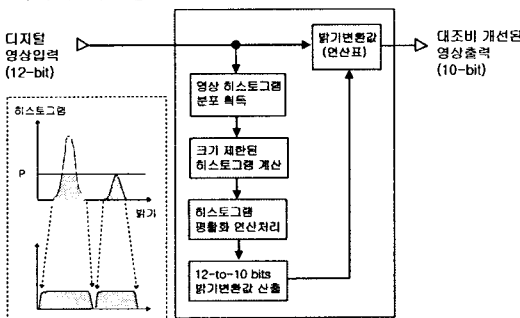 디지털
영상입력
(12-bit)
밝기변환값
(연산표)
대조비 개선된
영상출력
(10-bit)
영상 히스토그램
분포 획득
크기 제한된
히스토그램 계산
히스토그램
평활화 연산처리
12-to-10 bits
밝기변환값 산출
히스토그램
P
밝기